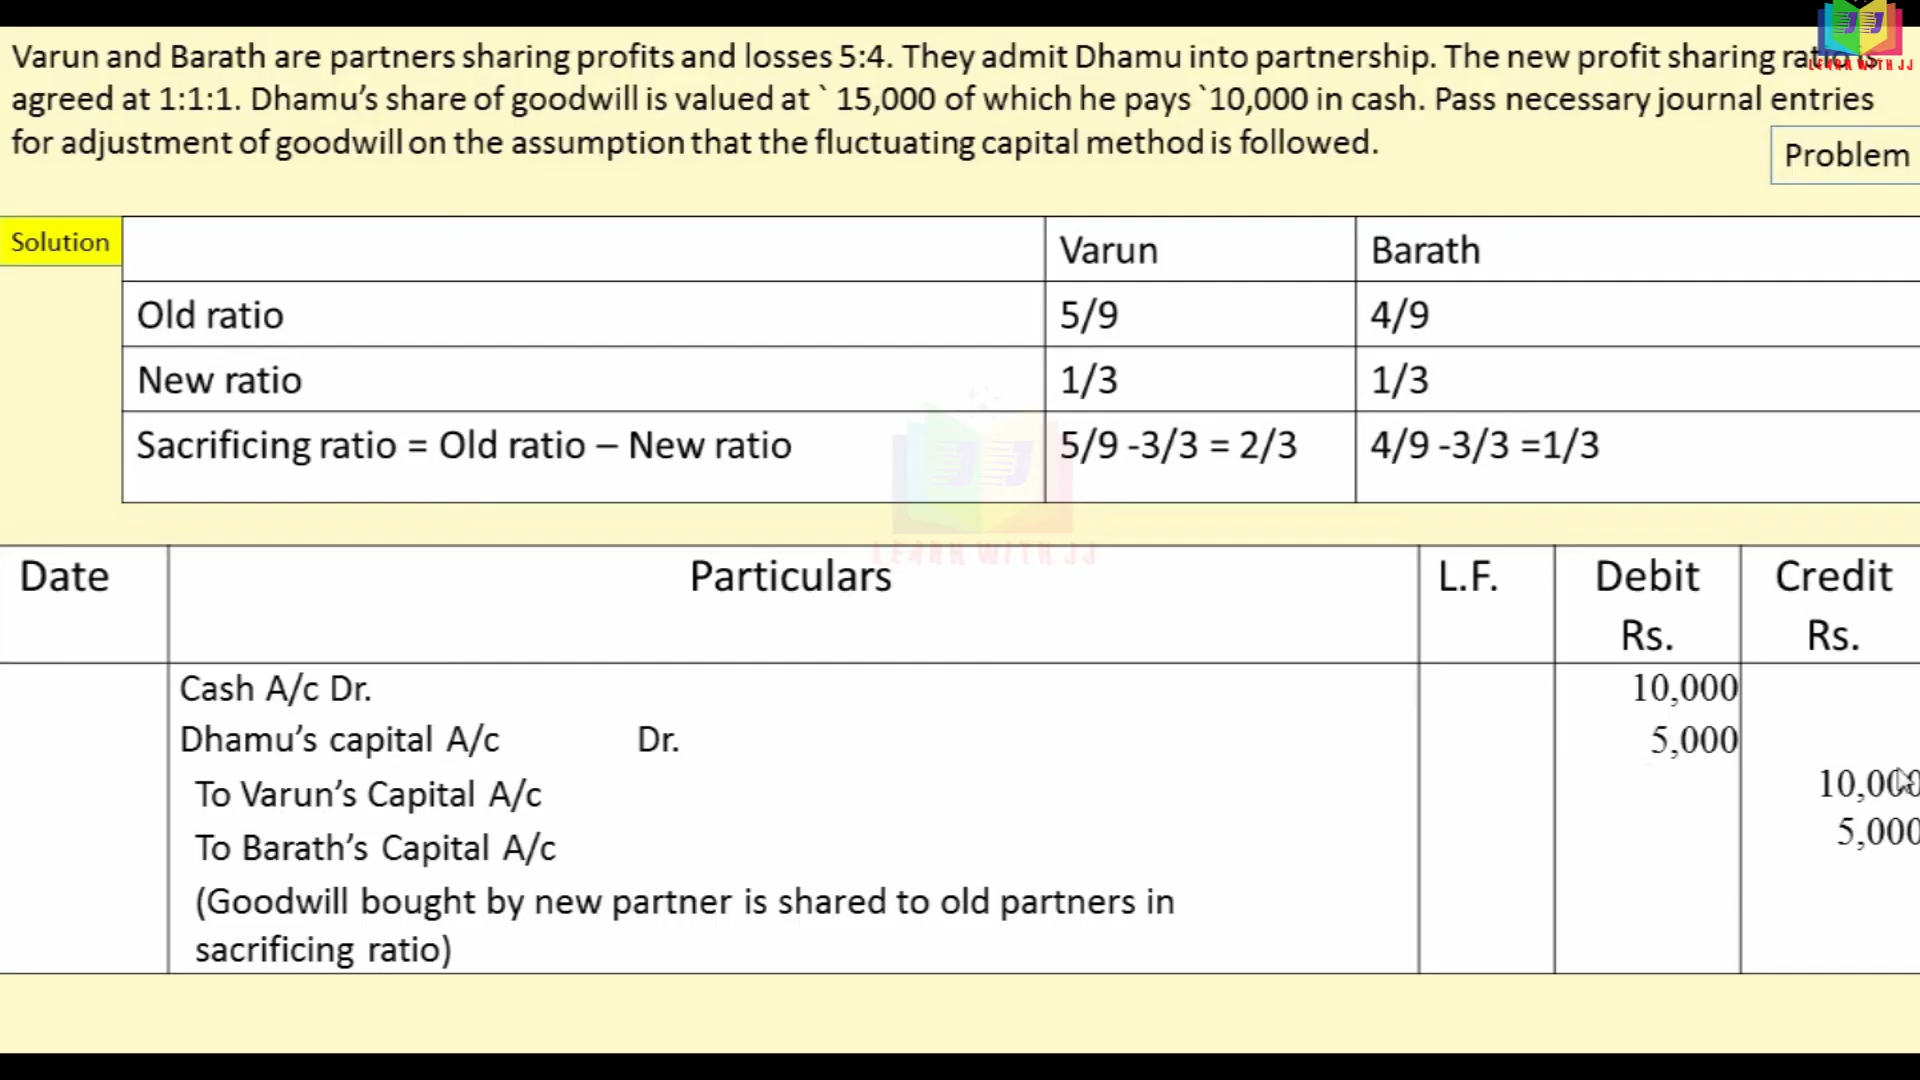 Varun and Barath are partners sharing profits and losses 5:4. They admit Dhamu into partnership. The new profit sharing ratio is
LEARN WITH JJ
agreed at 1:1:1. Dhamu’s share of goodwill is valued at ` 15,000 of which he pays `10,000 in cash. Pass necessary journal entries
for adjustment of goodwill on the assumption that the fluctuating capital method is followed.
Problem
Solution
Varun Barath
Old ratio 5/9 4/9
New ratio 1/3 1/3
Sacrificing ratio = Old ratio – New ratio 5/9 -3/3 = 2/3 4/9 -3/3 =1/3
LEARN WITH JJ
Date Particulars L.F. Debit Credit
Rs. Rs.
Cash A/c Dr. 10,000
Dhamu’s capital A/c Dr. 5,000
To Varun’s Capital A/c 10,000
To Barath’s Capital A/c 5,000
(Goodwill bought by new partner is shared to old partners in
sacrificing ratio)